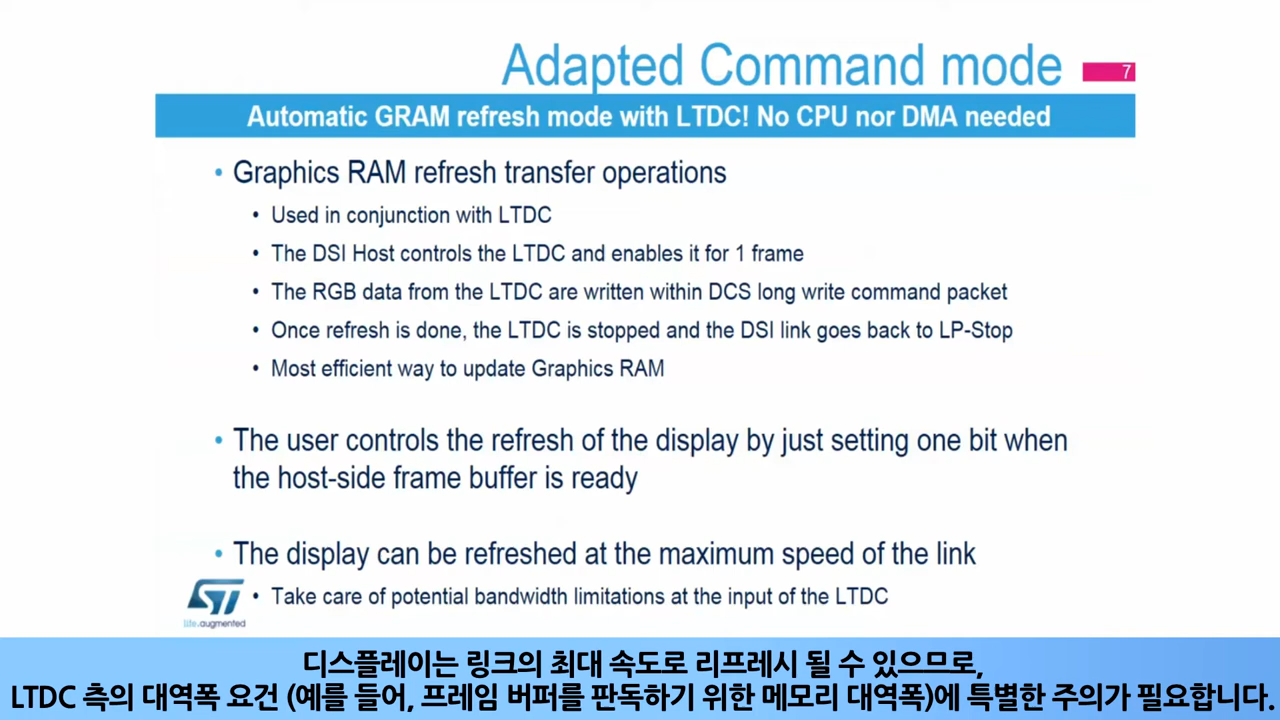 Adapted Command mode
7
Automatic GRAM refresh mode with LTDC! No CPU nor DMA needed
• Graphics RAM refresh transfer operations
• Used in conjunction with LTDC
• The DSI Host controls the LTDC and enables it for 1 frame
• The RGB data from the LTDC are written within DCS long write command packet
• Once refresh is done, the LTDC is stopped and the DSI link goes back to LP-Stop
• Most efficient way to update Graphics RAM
• The user controls the refresh of the display by just setting one bit when
the host-side frame buffer is ready
• The display can be refreshed at the maximum speed of the link
• Take care of potential bandwidth limitations at the input of the LTDC
ST
life.augmented
디스플레이는 링크의 최대 속도로 리프레시 될 수 있으므로,
LTDC 측의 대역폭 요건 (예를 들어, 프레임 버퍼를 판독하기 위한 메모리 대역폭)에 특별한 주의가 필요합니다.